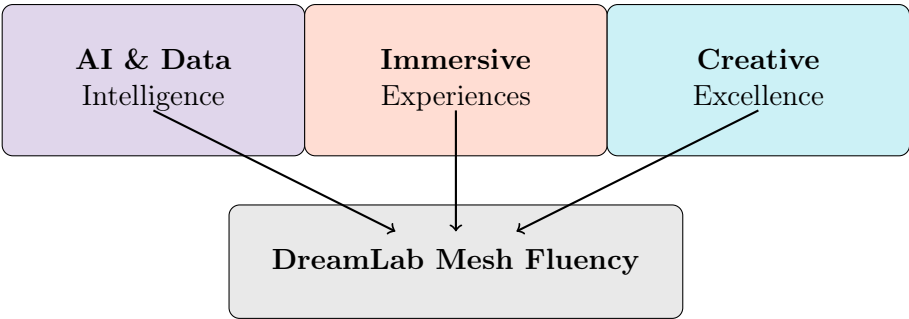 AI & Data
Intelligence
Immersive
Experiences
Creative
Excellence
DreamLab Mesh Fluency